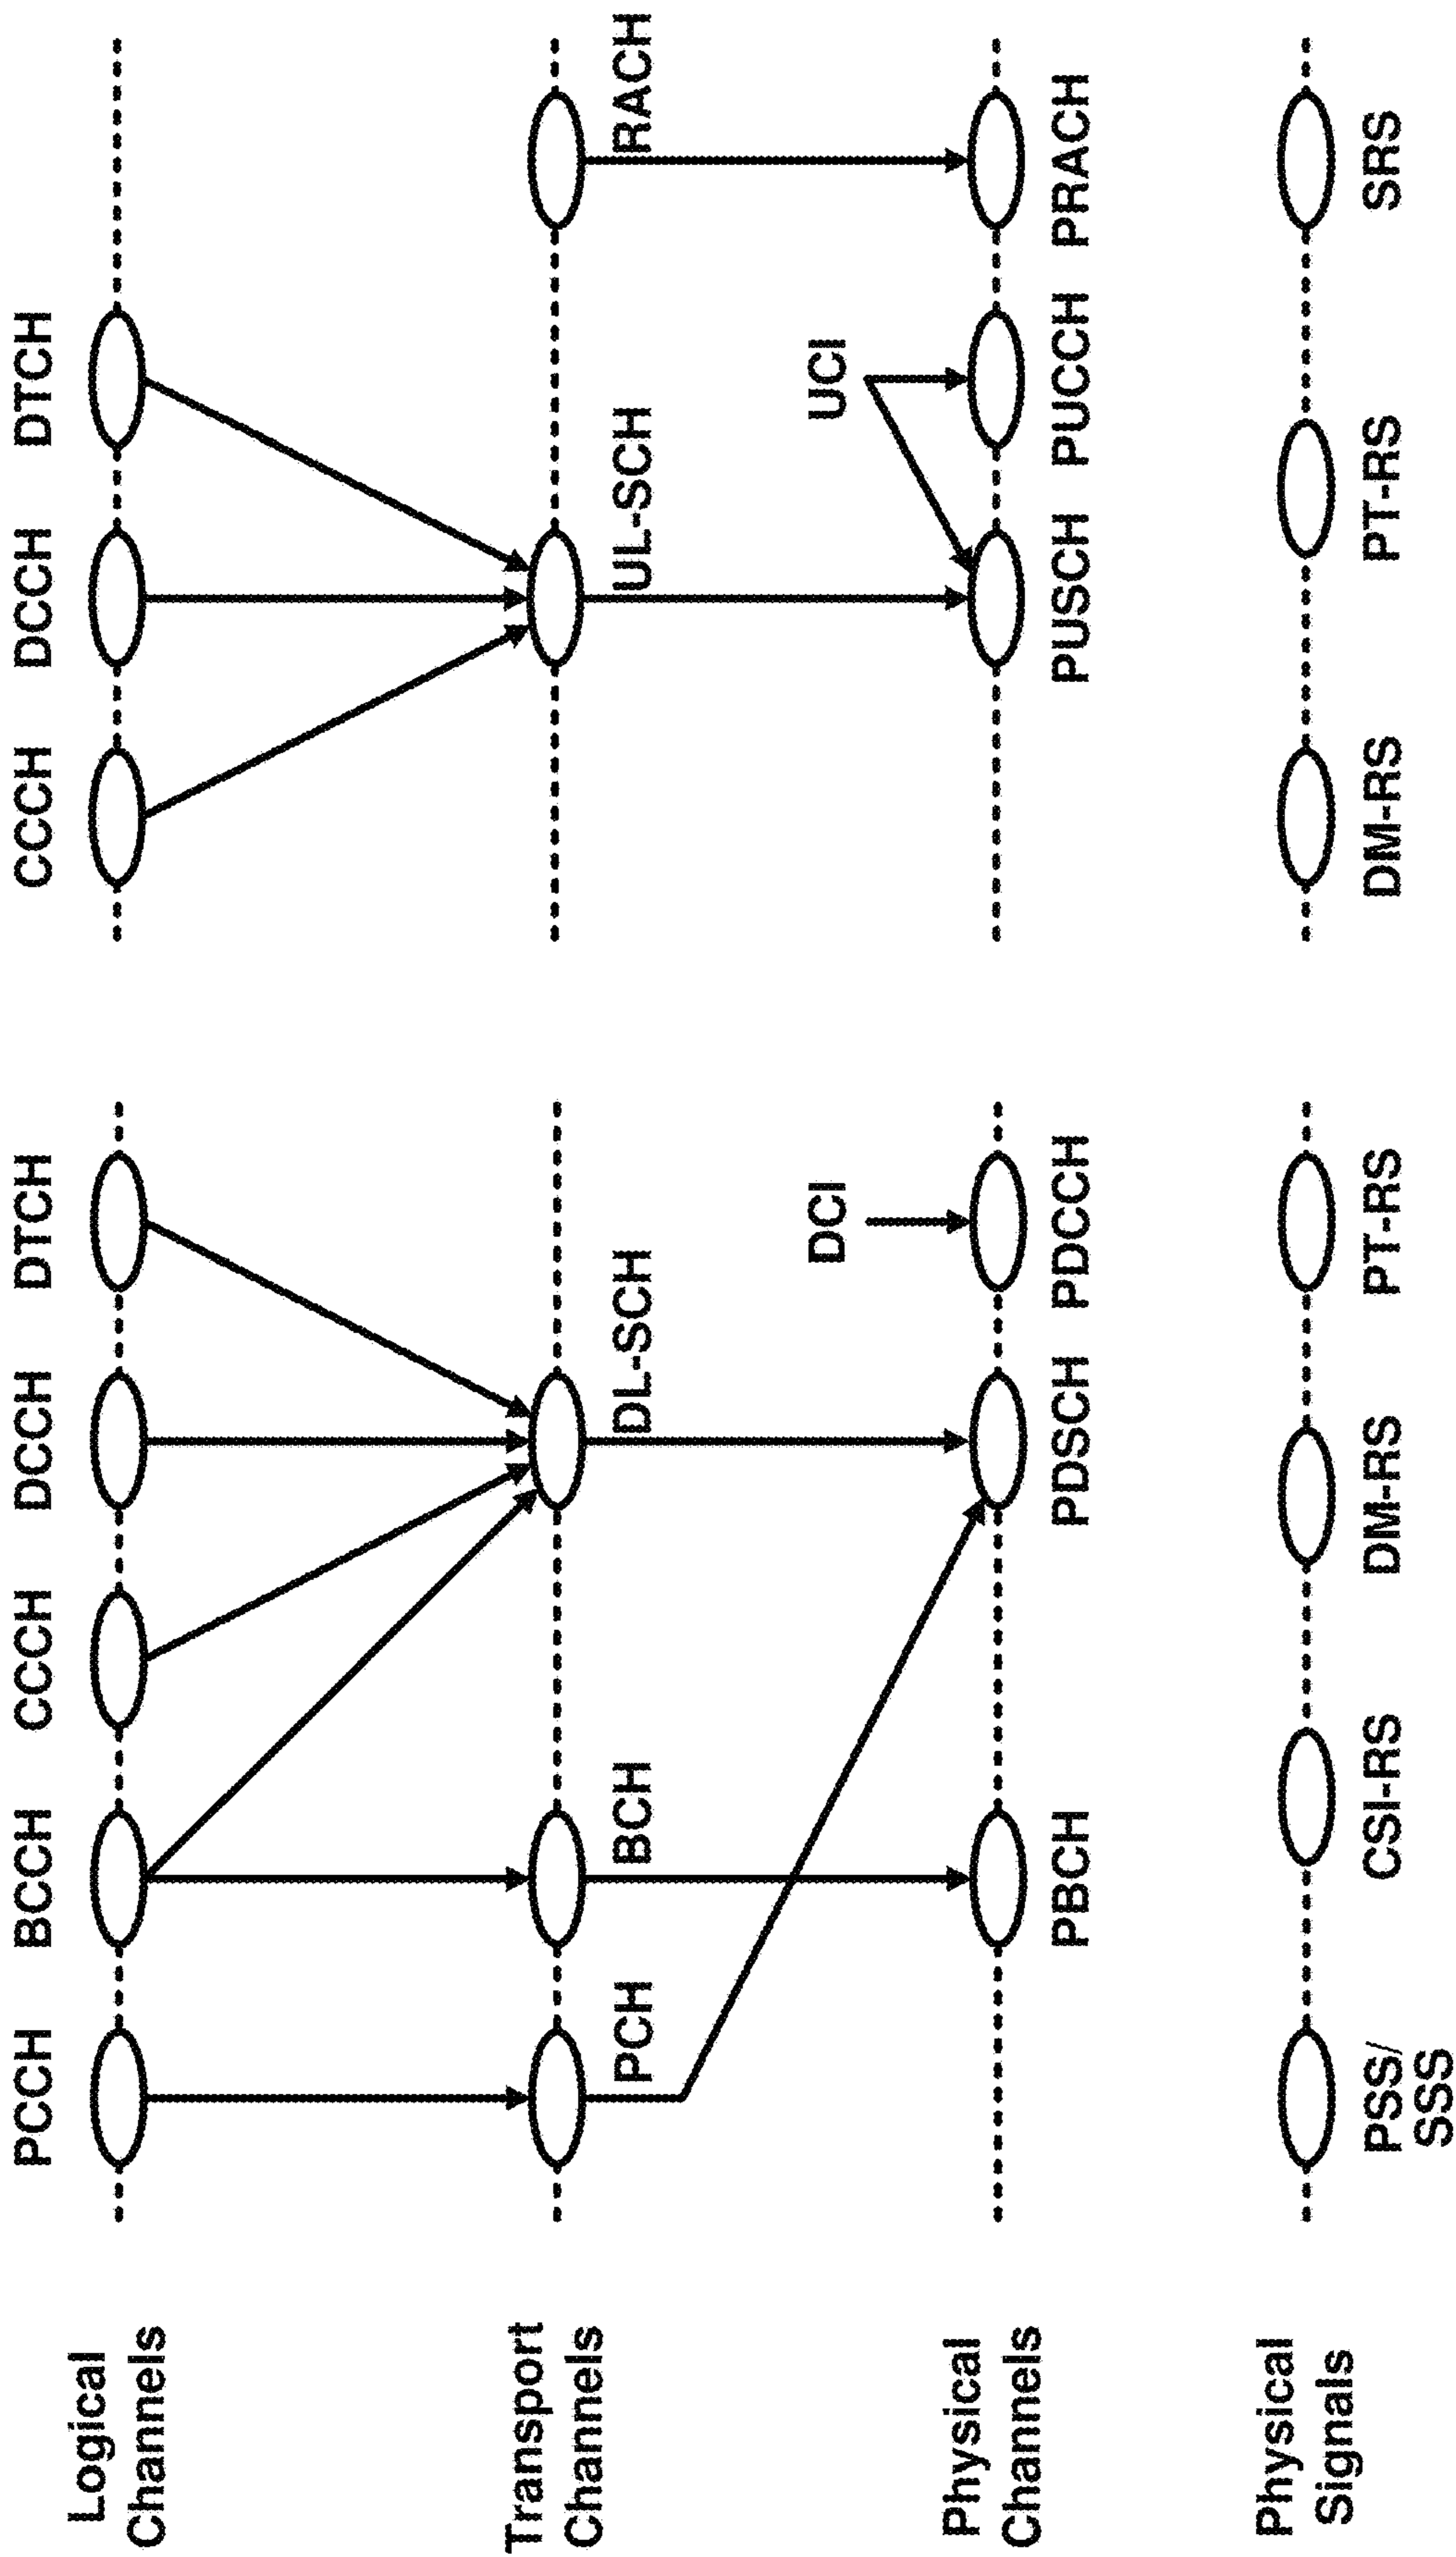 PCCH
BCCH
CCCH
DCCH
DTCH
CCCH
DCCH
DTCH
Logical
Channels
Transport
Channels
PCH
BCH
DL-SCH
UL-SCH
RACH
DCI
UCI
Physical
Channels
PBCH
PDSCH
PDCCH
PUSCH
PUCCH
PRACH
Physical
Signals
PSS/
SSS
CSI-RS
DM-RS
PT-RS
DM-RS
PT-RS
SRS